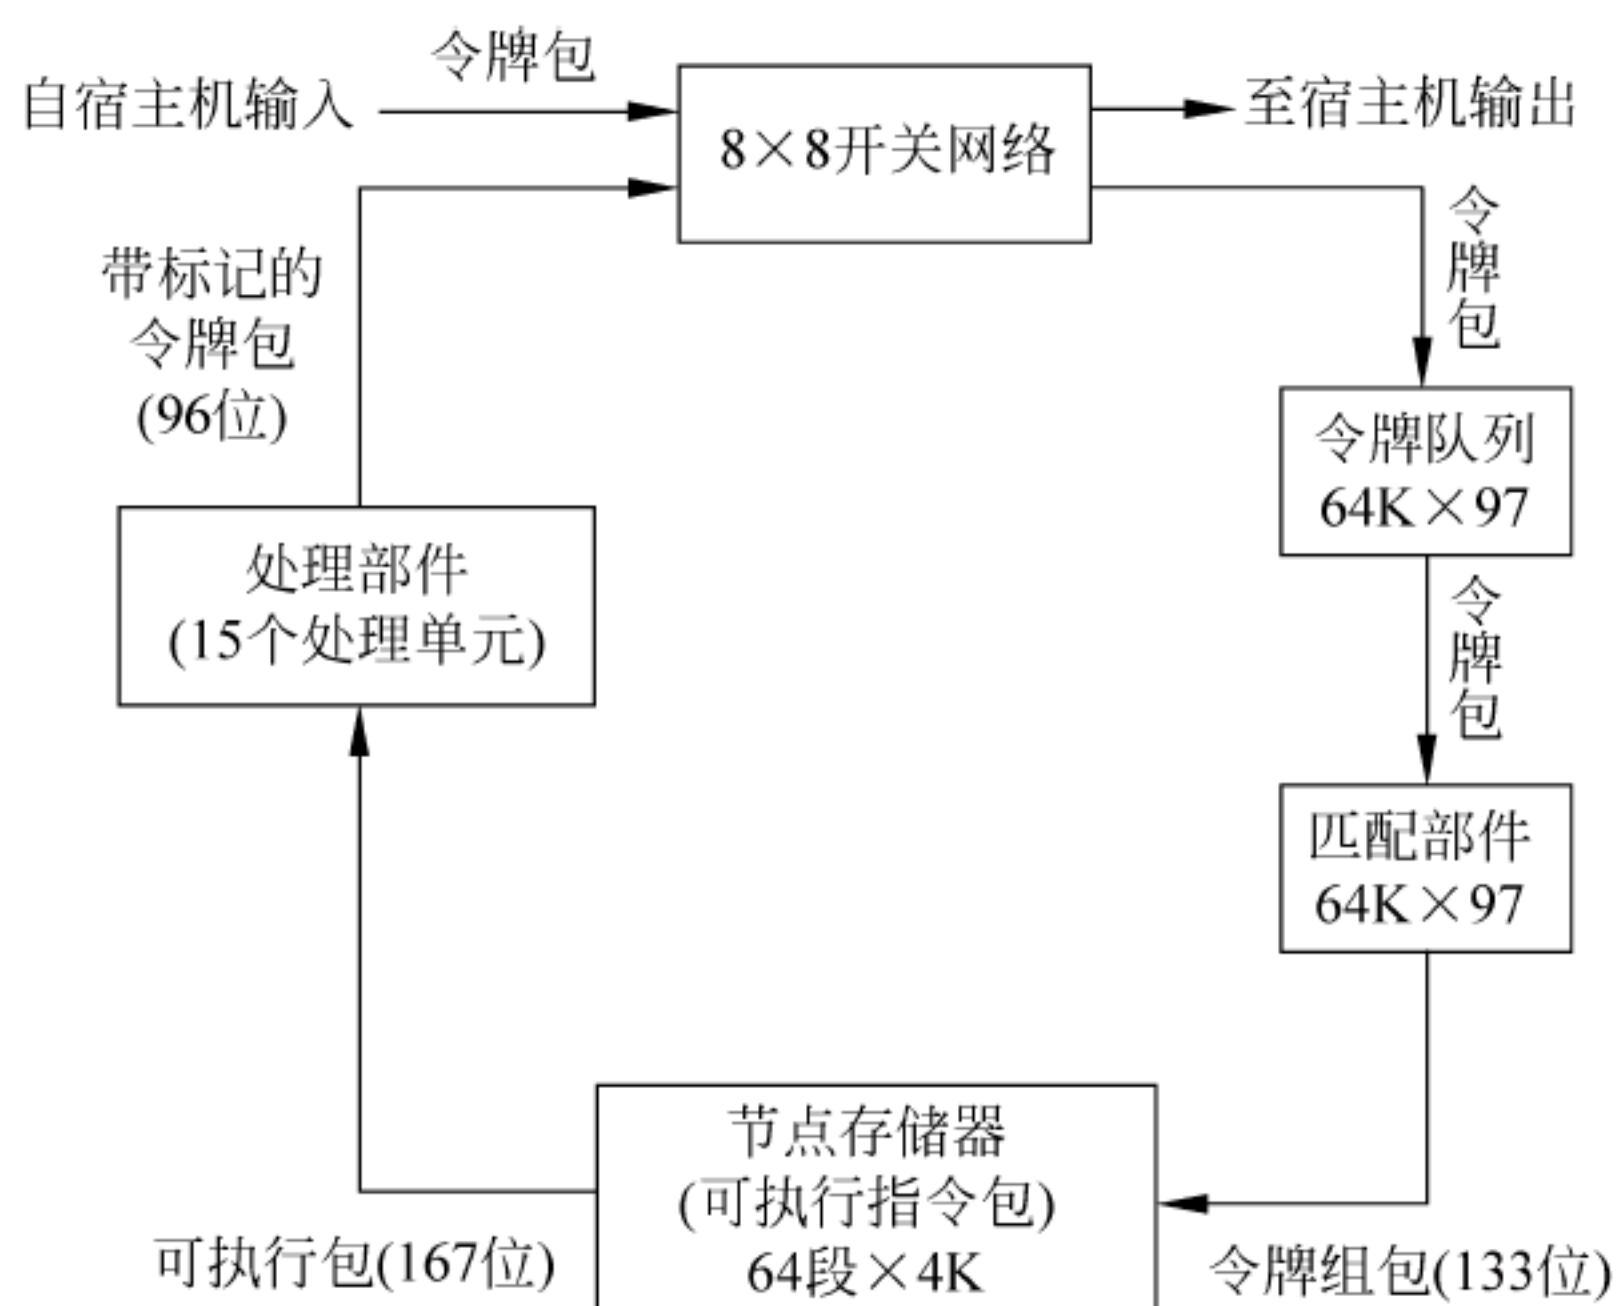 令牌包
自宿主机输入
8×8开关网络
至宿主机输出
令牌包
带标记的
令牌包
(96位)
令牌队列
64K×97
令牌包
处理部件
(15个处理单元)
匹配部件
64K×97
节点存储器
(可执行指令包)
64段×4K
可执行包(167位)
令牌组包(133位)